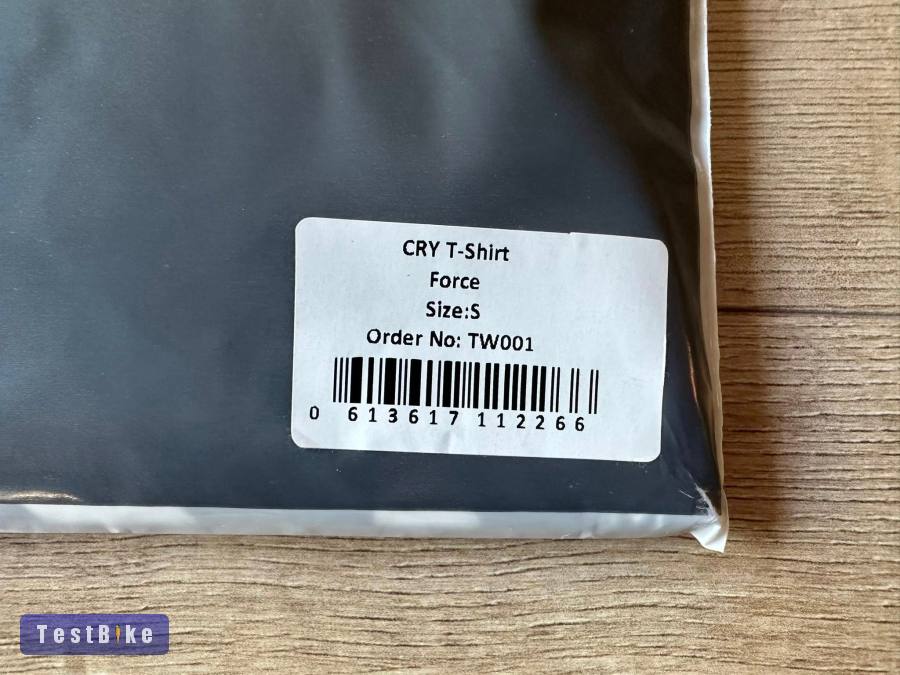 CRY T-Shirt
Force
Size:S
Order No: TW001
0 613617 112266
TestBike